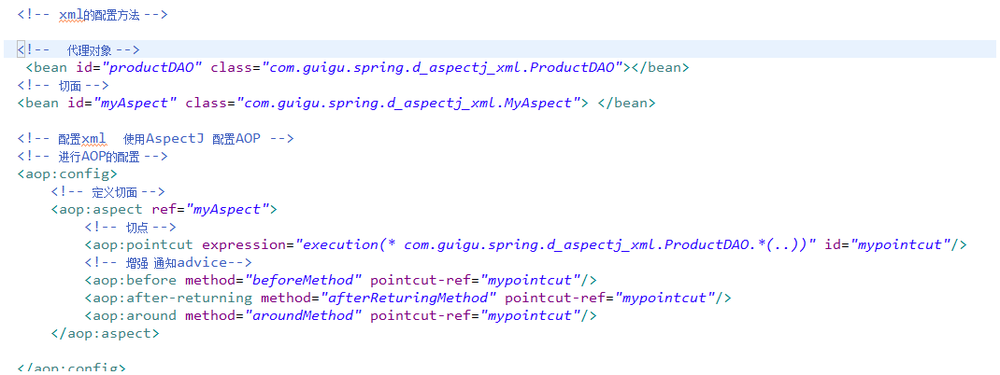 <!-- xml的配置方法 -->
<!-- 代理对象 -->
<bean id="productDAO" class="com.guigu.spring.d_aspectj_xml.ProductDAO"></bean>
<!-- 切面 -->
<bean id="myAspect" class="com.guigu.spring.d_aspectj_xml.MyAspect"> </bean>
<!-- 配置xml 使用AspectJ 配置AOP -->
<!-- 进行AOP的配置 -->
<aop:config>
<!-- 定义切面 -->
<aop:aspect ref="myAspect">
<!-- 切点 -->
<aop:pointcut expression="execution(* com.guigu.spring.d_aspectj_xml.ProductDAO.*(..))" id="mypointcut"/>
<!-- 增强 通知advice-->
<aop:before method="beforeMethod" pointcut-ref="mypointcut"/>
<aop:after-returning method="afterReturingMethod" pointcut-ref="mypointcut"/>
<aop:around method="aroundMethod" pointcut-ref="mypointcut"/>
</aop:aspect>
</aop:config>